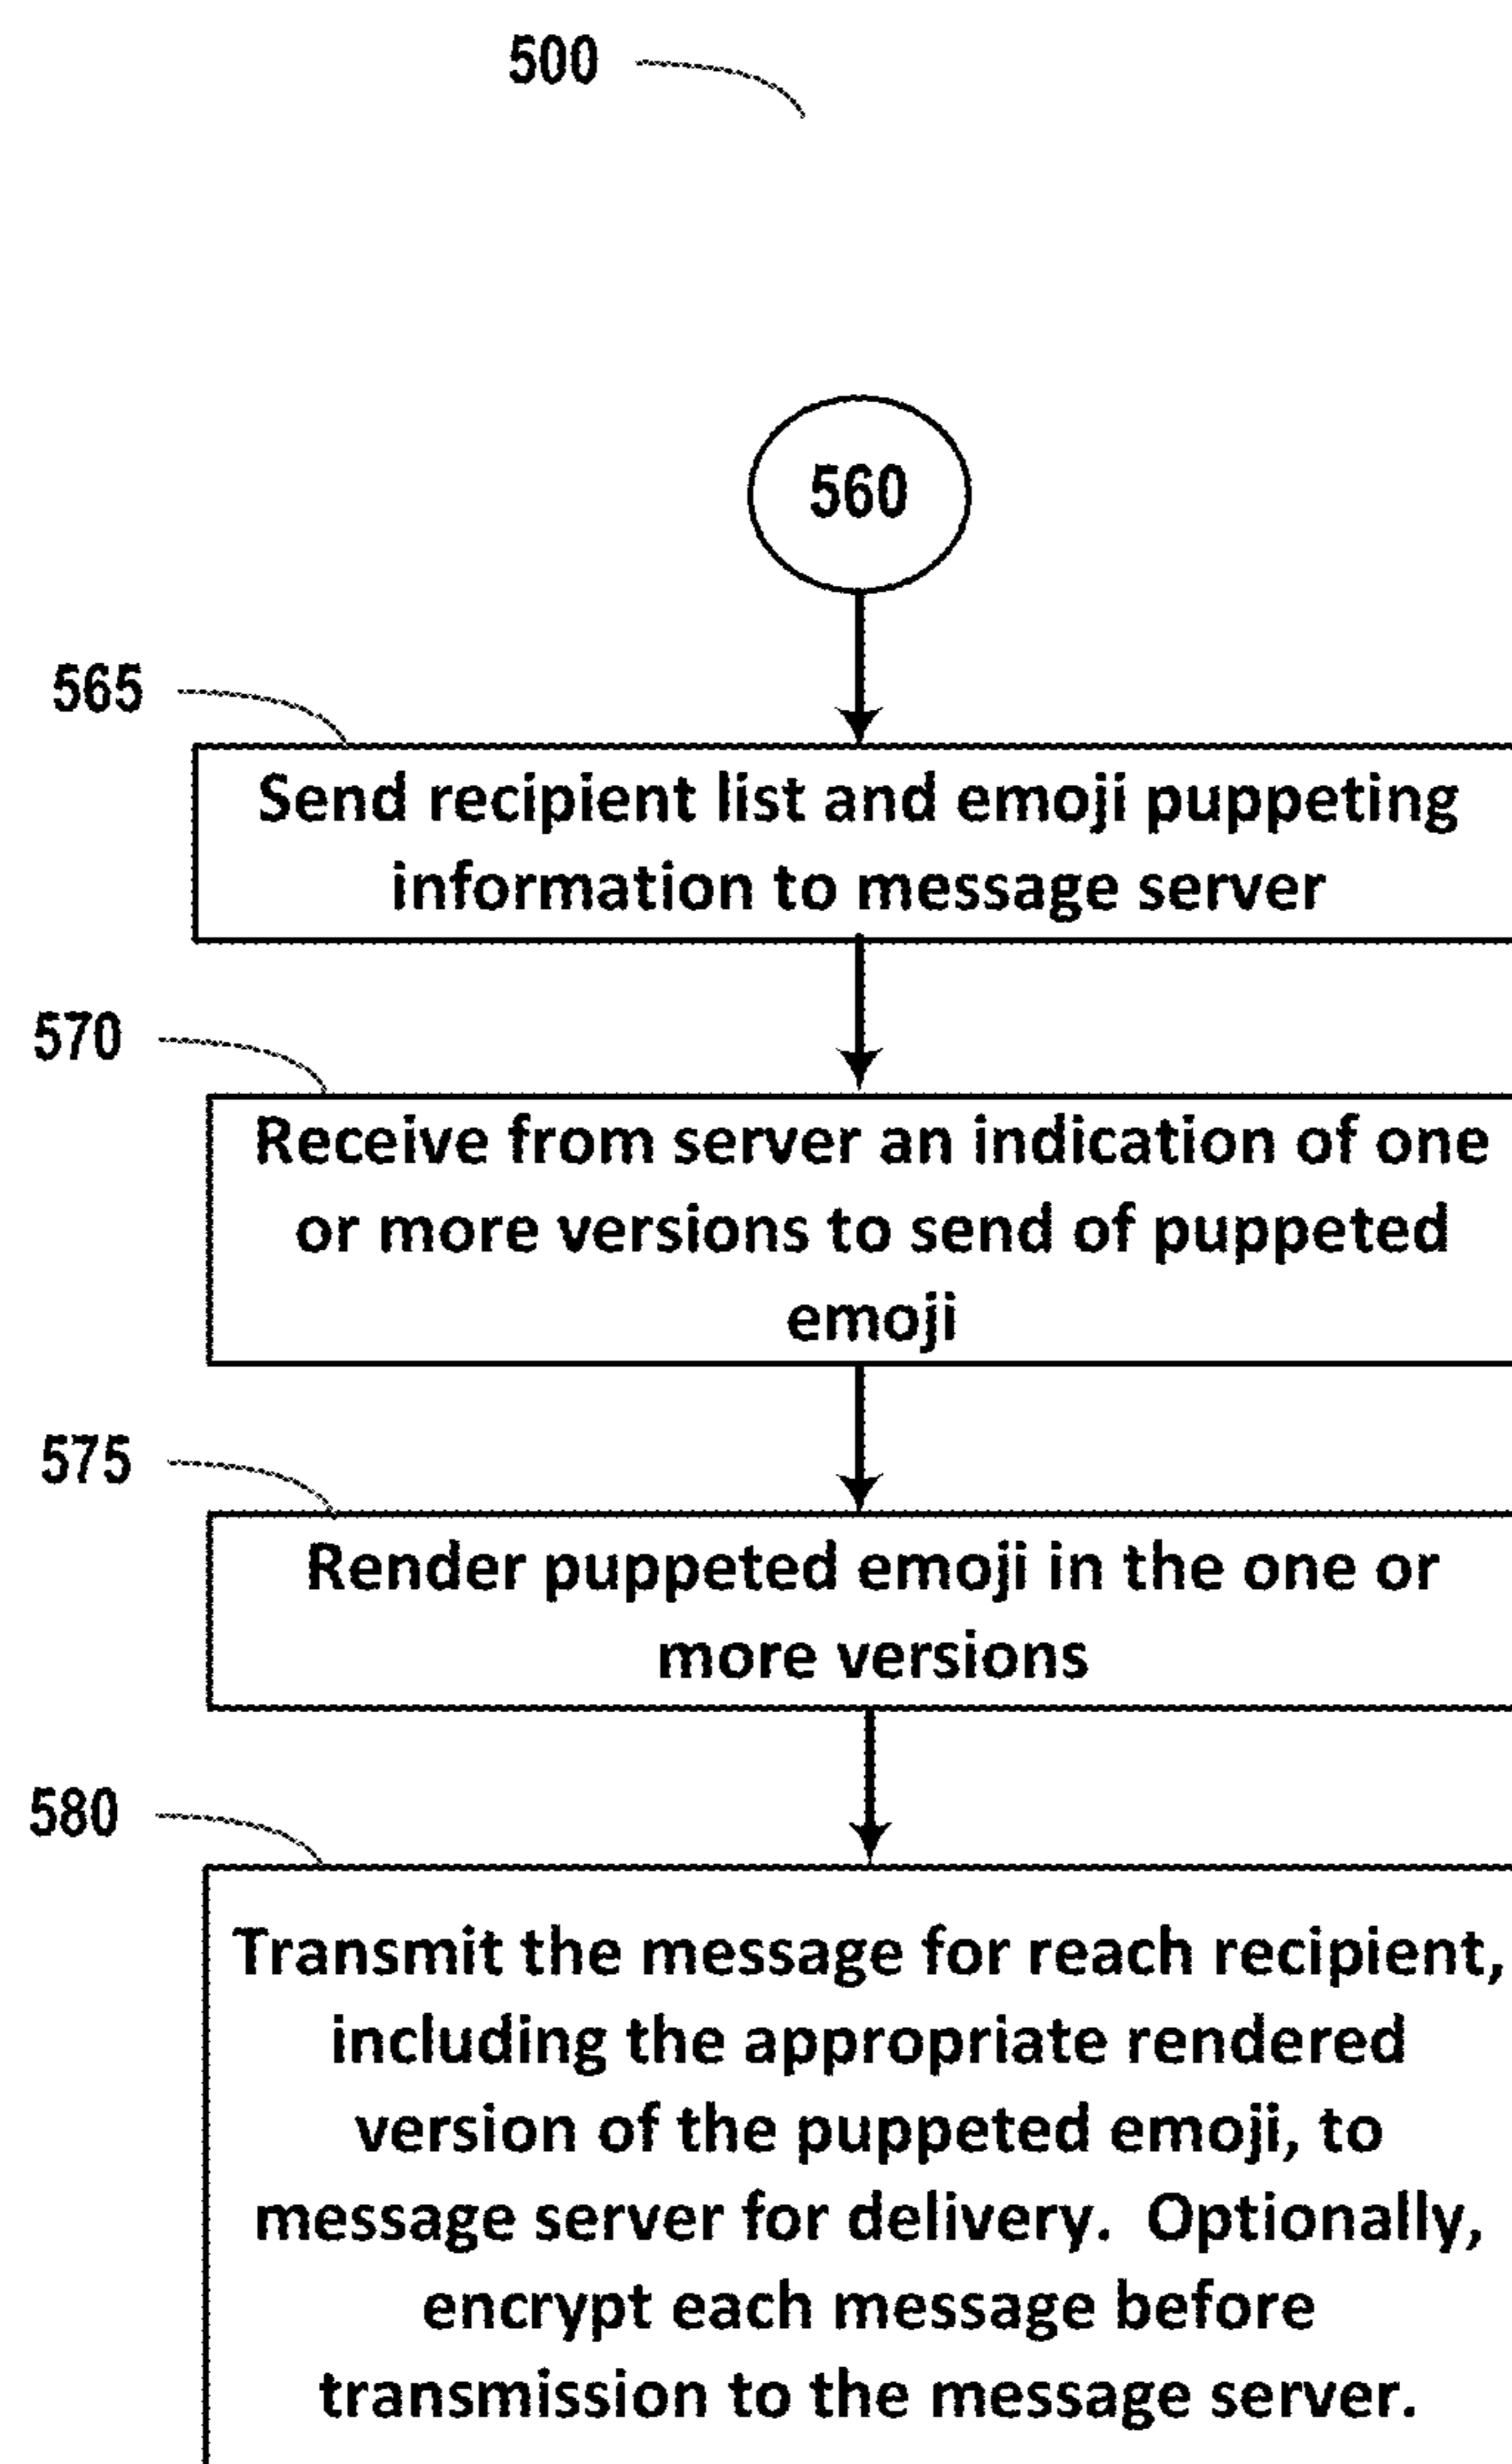 500
560
565
Send recipient list and emoji puppeting
information to message server
570
Receive from server an indication of one
or more versions to send of puppeted
emoji
575
Render puppeted emoji in the one or
more versions
580
Transmit the message for reach recipient,
including the appropriate rendered
version of the puppeted emoji, to
message server for delivery.  Optionally,
encrypt each message before
transmission to the message server.